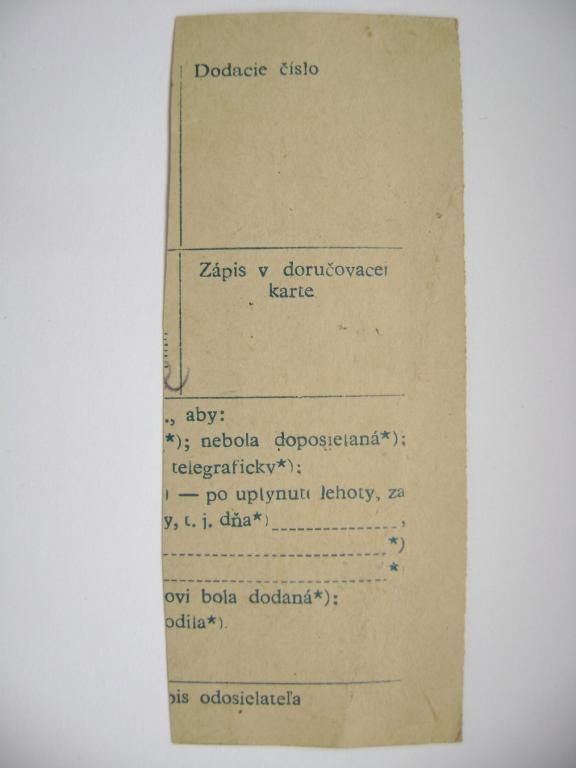 Dodacie číslo
Zápis v doručovacej
karte
., aby:
*); nebola doposielaná*);
telegraficky*);
) — po uplynutí lehoty, za
y, t. j. dňa*) ,
*)
*
ovi bola dodaná*);
odila*).
pis odosielateľa